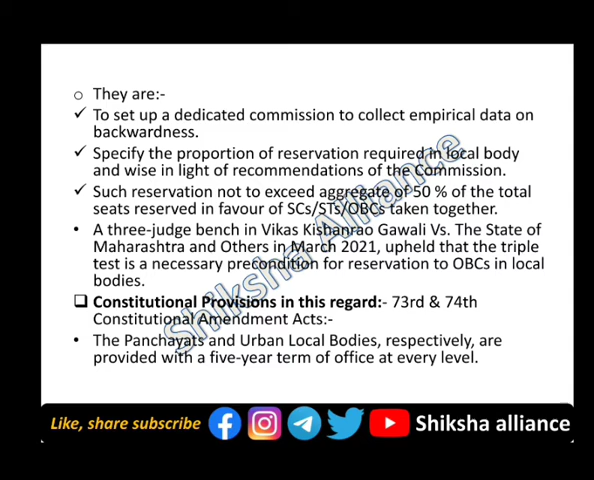 They are:-
To set up a dedicated commission to collect empirical data on
backwardness.
Specify the proportion of reservation required in local body
and wise in light of recommendations of the Commission.
Such reservation not to exceed aggregate of 50 % of the total
seats reserved in favour of SCs/STs/OBCs taken together.
A three-judge bench in Vikas Kishanrao Gawali Vs. The State of
Maharashtra and Others in March 2021, upheld that the triple
test is a necessary precondition for reservation to OBCs in local
bodies.
Constitutional Provisions in this regard:- 73rd & 74th
Constitutional Amendment Acts:-
The Panchayats and Urban Local Bodies, respectively, are
provided with a five-year term of office at every level.
Shiksha Alliance
Like, share subscribe
Shiksha alliance